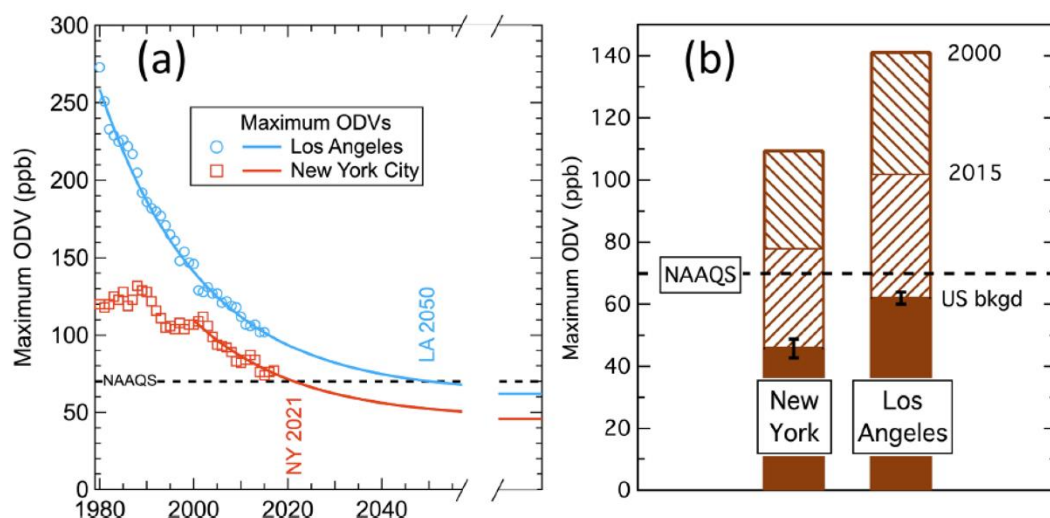 (a)
Maximum ODV (ppb)
300
250
200
150
100
50
0
Maximum ODVs
Los Angeles
New York City
NAAQS
NY 2021
LA 2050
1980
2000
2020
2040
(b)
Maximum ODV (ppb)
140
120
100
80
60
40
20
0
2000
2015
NAAQS
US bkgd
New
York
Los
Angeles